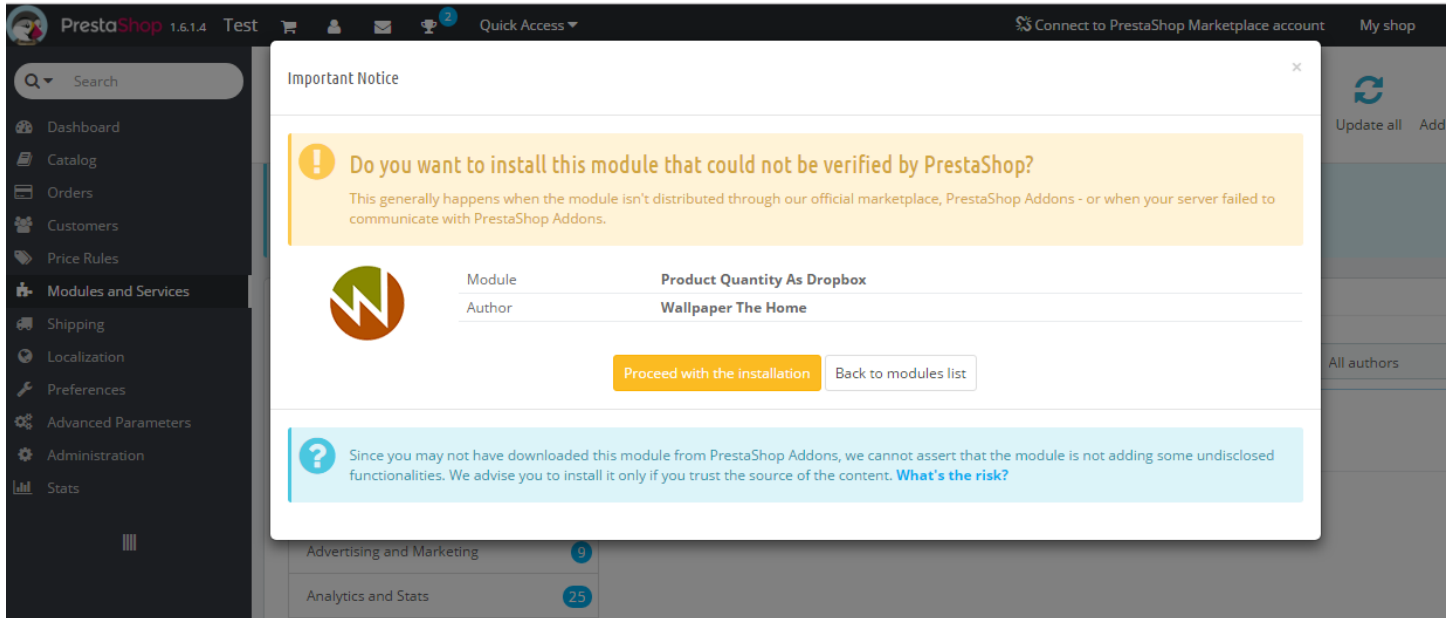 PrestaShop 1.6.1.4 Test 2 Quick Access Connect to PrestaShop Marketplace account My shop
Search
Dashboard
Catalog
Orders
Customers
Price Rules
Modules and Services
Shipping
Localization
Preferences
Advanced Parameters
Administration
Stats
Important Notice ×
Update all Add
Do you want to install this module that could not be verified by PrestaShop?
This generally happens when the module isn't distributed through our official marketplace, PrestaShop Addons - or when your server failed to
communicate with PrestaShop Addons.
Module Product Quantity As Dropbox
Author Wallpaper The Home
All authors
Proceed with the installation Back to modules list
Since you may not have downloaded this module from PrestaShop Addons, we cannot assert that the module is not adding some undisclosed
functionalities. We advise you to install it only if you trust the source of the content. What's the risk?
Advertising and Marketing 9
Analytics and Stats 25